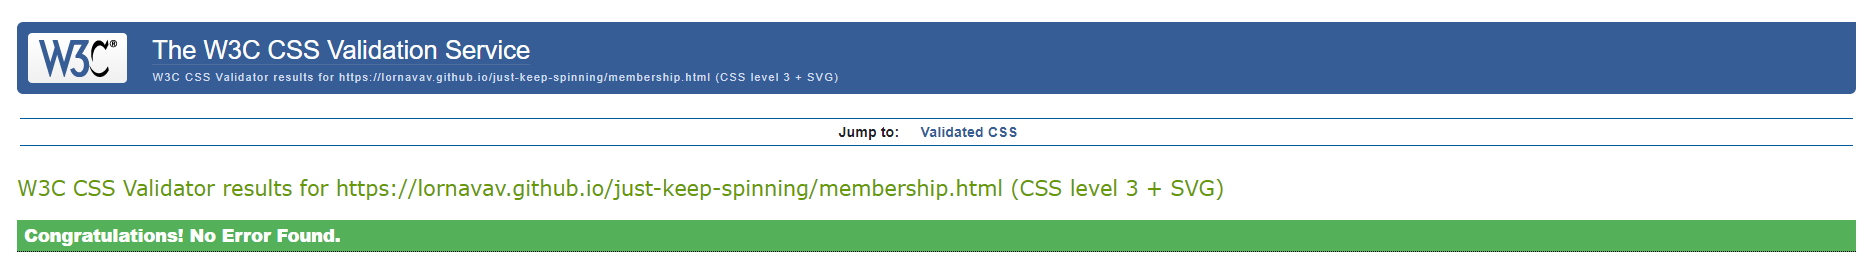 W3C®
The W3C CSS Validation Service
W3C CSS Validator results for https://lornavav.github.io/just-keep-spinning/membership.html (CSS level 3 + SVG)
Jump to: Validated CSS
W3C CSS Validator results for https://lornavav.github.io/just-keep-spinning/membership.html (CSS level 3 + SVG)
Congratulations! No Error Found.